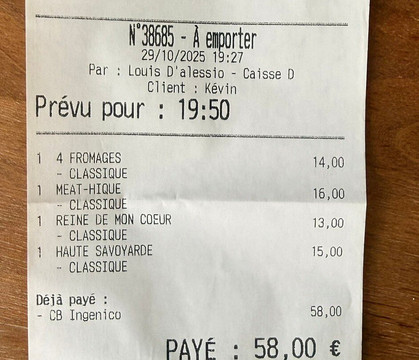 N°38685 - À emporter
29/10/2025 19:27
Par : Louis D'alessio - Caisse D
Client : Kévin
Prévu pour : 19:50
1 4 FROMAGES 14,00
- CLASSIQUE
1 MEAT-HIQUE 16,00
- CLASSIQUE
1 REINE DE MON COEUR 13,00
- CLASSIQUE
1 HAUTE SAVOYARDE 15,00
- CLASSIQUE
Déjà payé :
- CB Ingenico 58,00
PAYÉ : 58,00 €